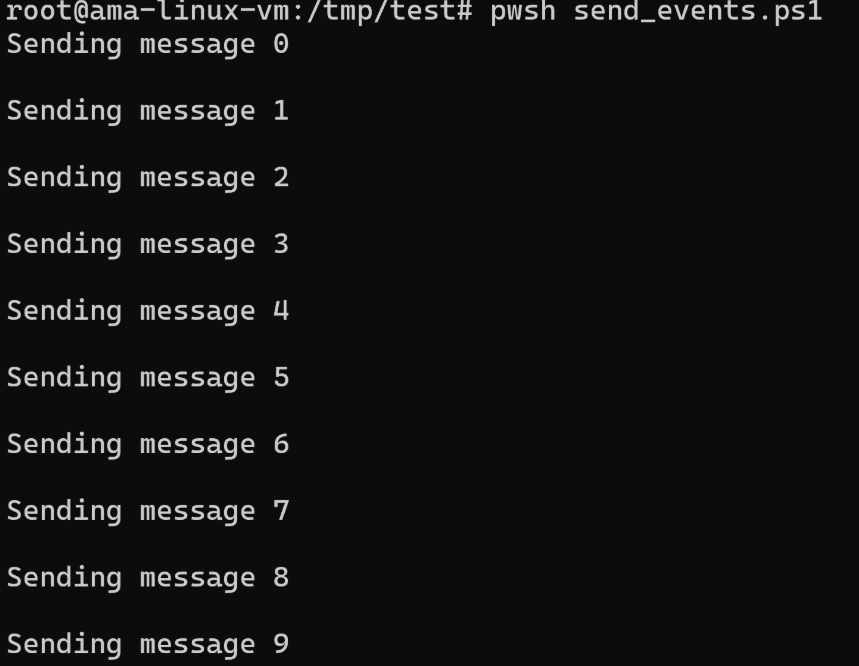 root@ama-linux-vm:/tmp/test# pwsh send_events.ps1
Sending message 0
Sending message 1
Sending message 2
Sending message 3
Sending message 4
Sending message 5
Sending message 6
Sending message 7
Sending message 8
Sending message 9